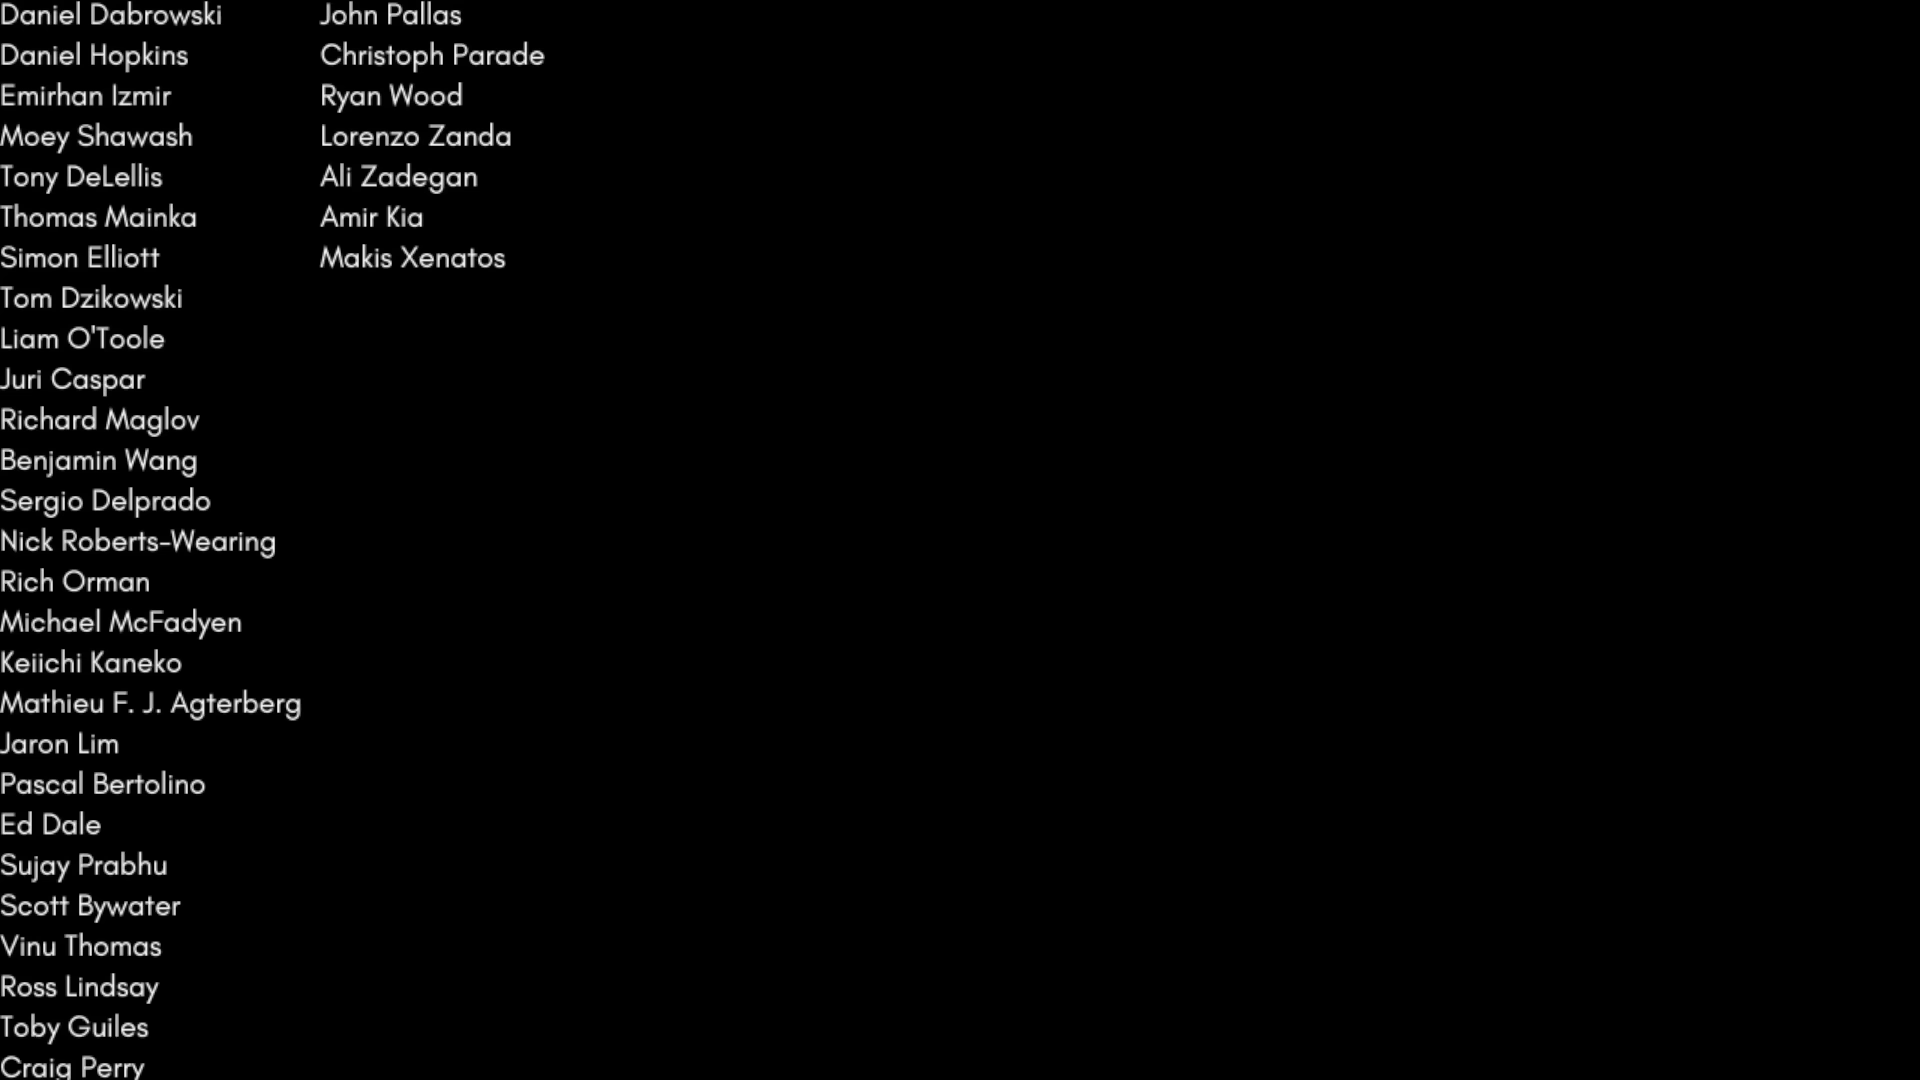 Daniel Dabrowski
Daniel Hopkins
Emirhan Izmir
Moey Shawash
Tony DeLellis
Thomas Mainka
Simon Elliott
Tom Dzikowski
Liam O'Toole
Juri Caspar
Richard Maglov
Benjamin Wang
Sergio Delprado
Nick Roberts-Wearing
Rich Orman
Michael McFadyen
Keiichi Kaneko
Mathieu F. J. Agterberg
Jaron Lim
Pascal Bertolino
Ed Dale
Sujay Prabhu
Scott Bywater
Vinu Thomas
Ross Lindsay
Toby Guiles
Craig Perry
John Pallas
Christoph Parade
Ryan Wood
Lorenzo Zanda
Ali Zadegan
Amir Kia
Makis Xenatos